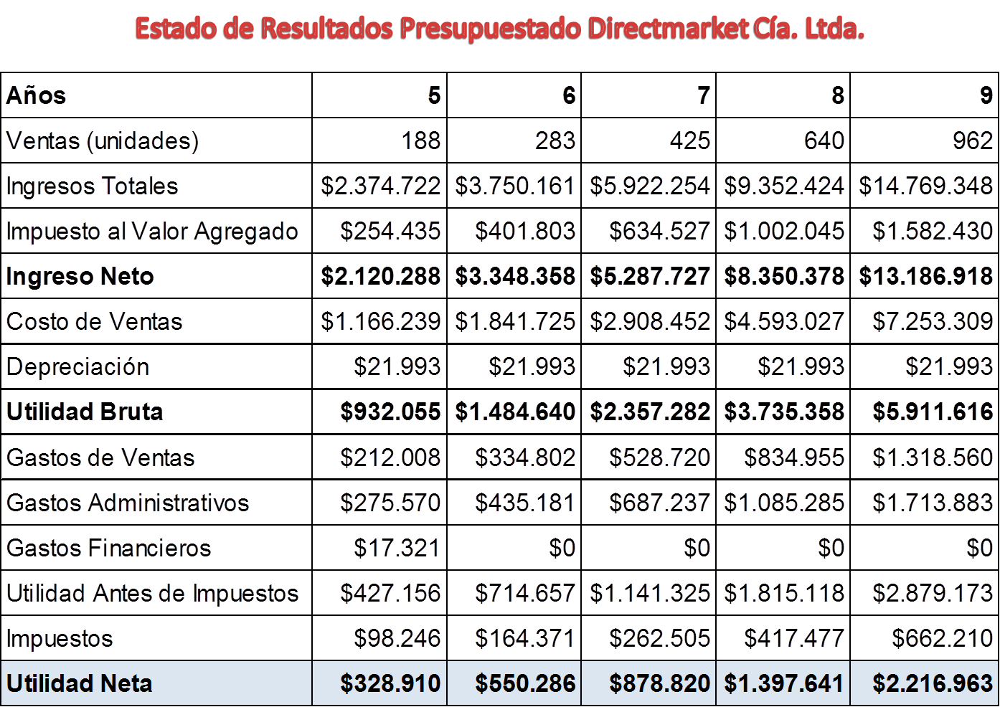 Estado de Resultados Presupuestado Directmarket Cía. Ltda.
Años 5 6 7 8 9
Ventas (unidades) 188 283 425 640 962
Ingresos Totales $2.374.722 $3.750.161 $5.922.254 $9.352.424 $14.769.348
Impuesto al Valor Agregado $254.435 $401.803 $634.527 $1.002.045 $1.582.430
Ingreso Neto $2.120.288 $3.348.358 $5.287.727 $8.350.378 $13.186.918
Costo de Ventas $1.166.239 $1.841.725 $2.908.452 $4.593.027 $7.253.309
Depreciación $21.993 $21.993 $21.993 $21.993 $21.993
Utilidad Bruta $932.055 $1.484.640 $2.357.282 $3.735.358 $5.911.616
Gastos de Ventas $212.008 $334.802 $528.720 $834.955 $1.318.560
Gastos Administrativos $275.570 $435.181 $687.237 $1.085.285 $1.713.883
Gastos Financieros $17.321 $0 $0 $0 $0
Utilidad Antes de Impuestos $427.156 $714.657 $1.141.325 $1.815.118 $2.879.173
Impuestos $98.246 $164.371 $262.505 $417.477 $662.210
Utilidad Neta $328.910 $550.286 $878.820 $1.397.641 $2.216.963